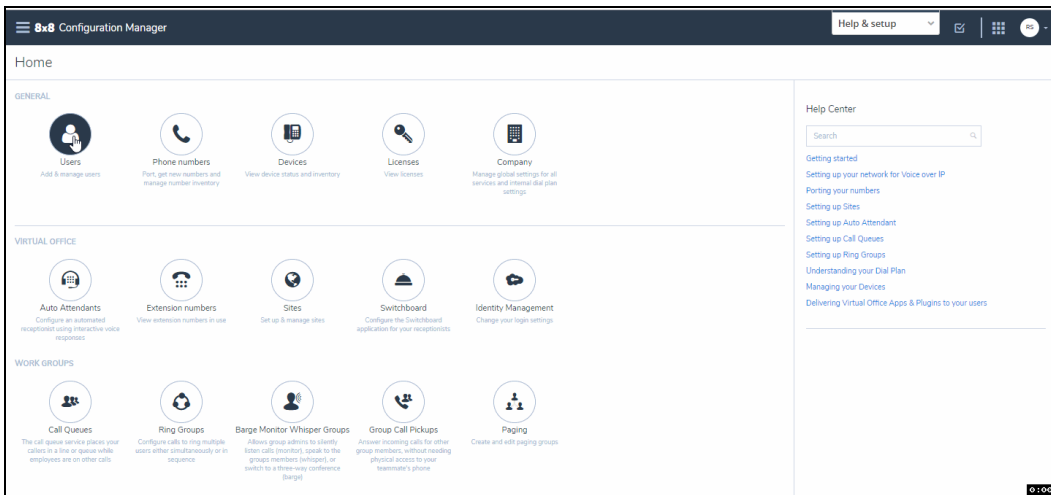 8x8 Configuration Manager
Help & setup
RS
Home
GENERAL
Users
Add & manage users
Phone numbers
Port, get new numbers and
manage number inventory
Devices
View device status and inventory
Licenses
View licenses
Company
Manage global settings for all
services and internal dial plan
settings
VIRTUAL OFFICE
Auto Attendants
Configure an automated
receptionist using interactive voice
responses
Extension numbers
View extension numbers in use
Sites
Set up & manage sites
Switchboard
Configure the Switchboard
application for your receptionists
Identity Management
Change your login settings
WORK GROUPS
Call Queues
The call queue service places your
callers in a line or queue while
employees are on other calls
Ring Groups
Configure calls to ring multiple
users either simultaneously or in
sequence
Barge Monitor Whisper Groups
Allows group admins to silently
listen calls (monitor), speak to the
groups members (whisper), or
switch to a three-way conference
(barge)
Group Call Pickups
Answer incoming calls for other
group members, without needing
physical access to your
teammate's phone
Paging
Create and edit paging groups
Help Center
Search
Getting started
Setting up your network for Voice over IP
Porting your numbers
Setting up Sites
Setting up Auto Attendant
Setting up Call Queues
Setting up Ring Groups
Understanding your Dial Plan
Managing your Devices
Delivering Virtual Office Apps & Plugins to your users